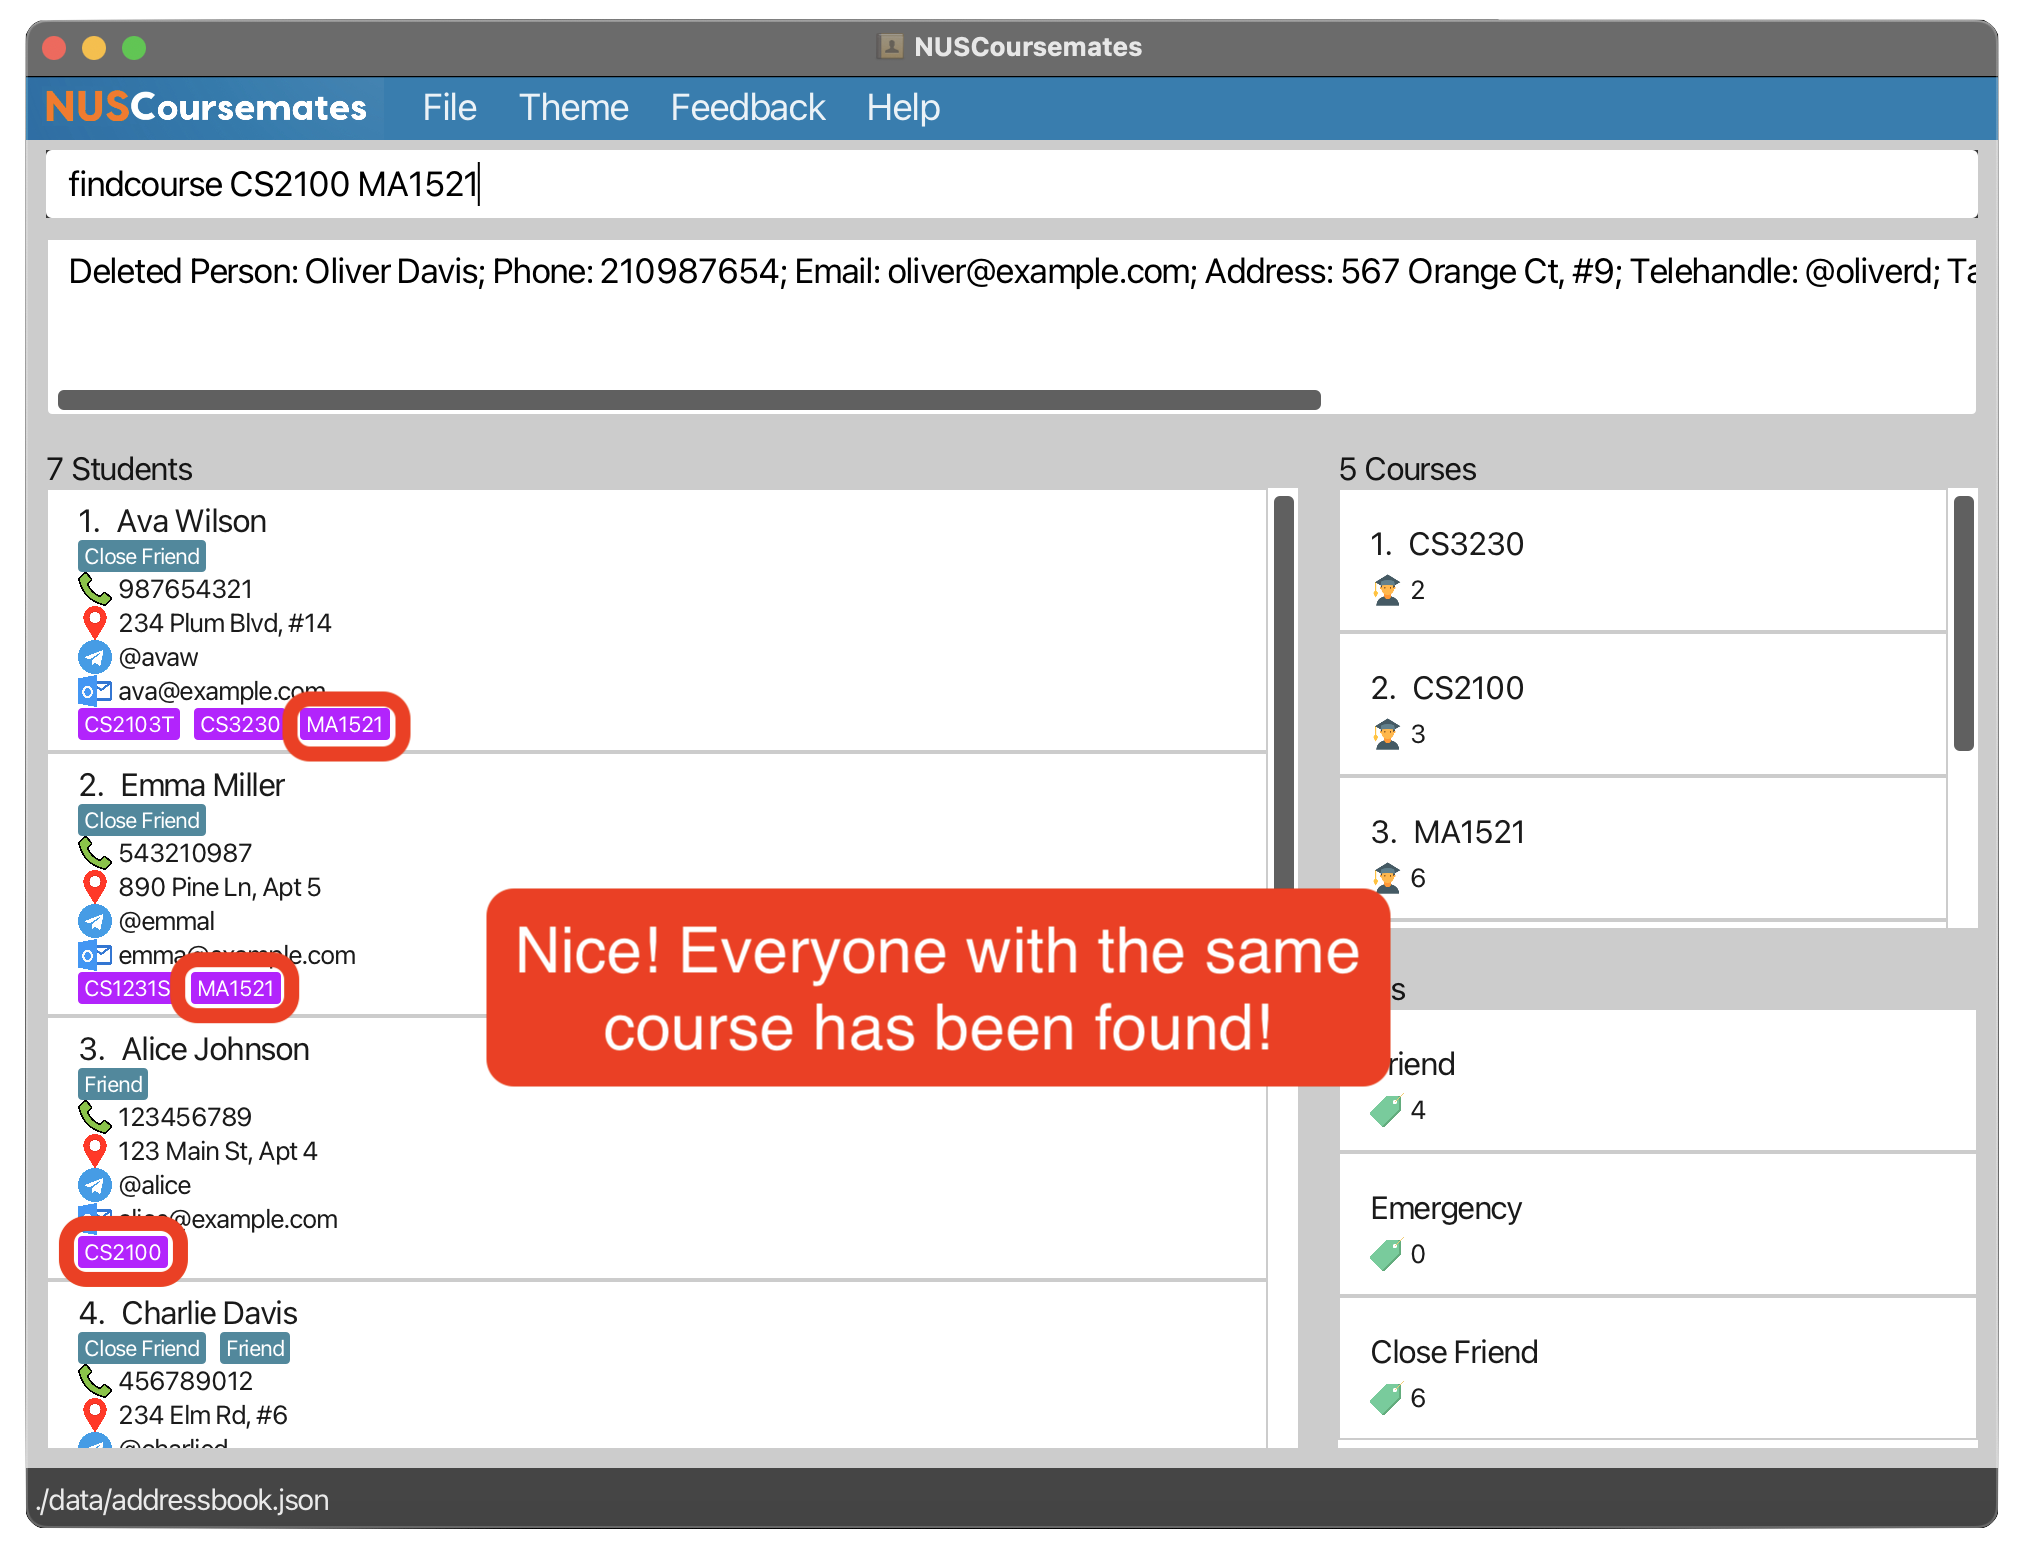 NUSCoursemates
NUSCoursemates File Theme Feedback Help
findcourse CS2100 MA1521
Deleted Person: Oliver Davis; Phone: 210987654; Email: oliver@example.com; Address: 567 Orange Ct, #9; Telehandle: @oliverd; Ta
7 Students
1. Ava Wilson
Close Friend
987654321
234 Plum Blvd, #14
@avaw
ava@example.com
CS2103T CS3230 MA1521
2. Emma Miller
Close Friend
543210987
890 Pine Ln, Apt 5
@emmal
emma@example.com
CS1231S MA1521
3. Alice Johnson
Friend
123456789
123 Main St, Apt 4
@alice
alice@example.com
CS2100
4. Charlie Davis
Close Friend Friend
456789012
234 Elm Rd, #6
@charlied
5 Courses
1. CS3230
2
2. CS2100
3
3. MA1521
6
Nice! Everyone with the same
course has been found!
s
riend
4
Emergency
0
Close Friend
6
./data/addressbook.json